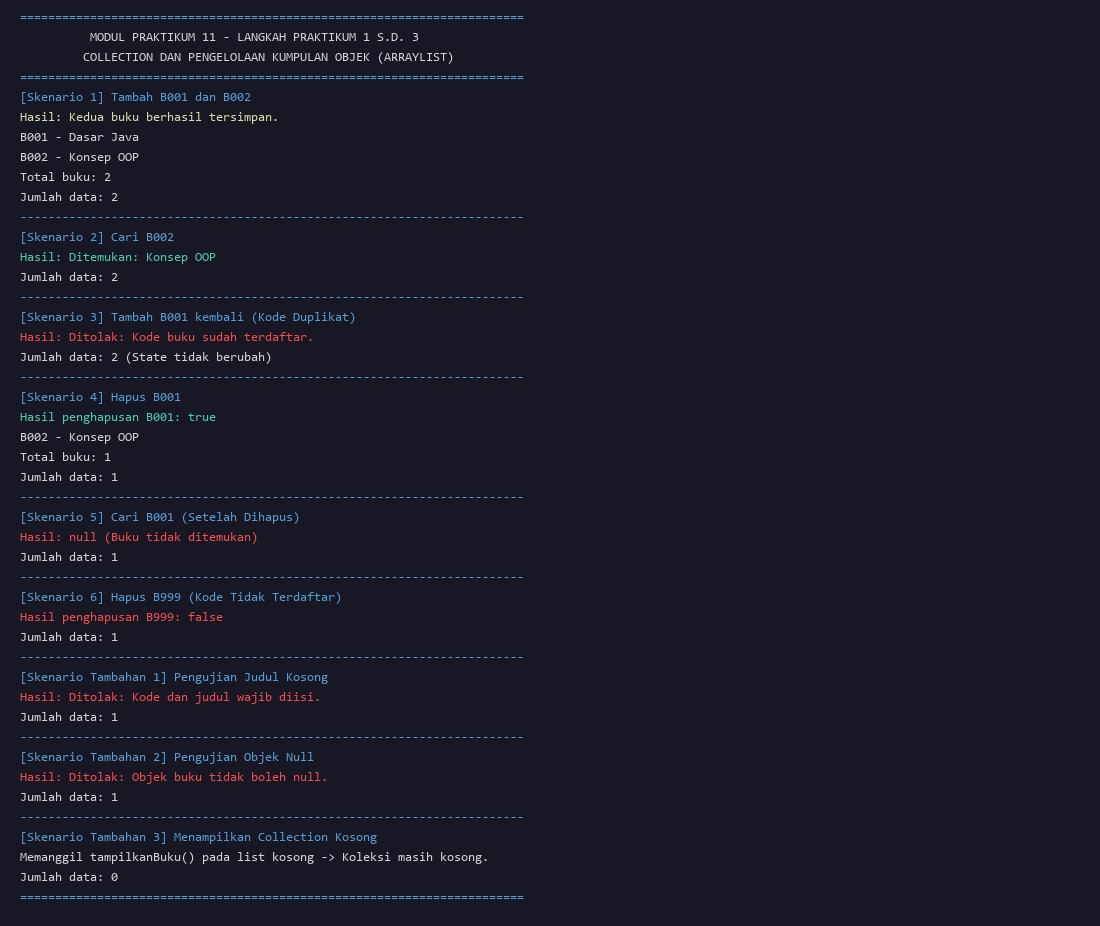 ========================================================================
MODUL PRAKTIKUM 11 - LANGKAH PRAKTIKUM 1 S.D. 3
COLLECTION DAN PENGELOLAAN KUMPULAN OBJEK (ARRAYLIST)
========================================================================
[Skenario 1] Tambah B001 dan B002
Hasil: Kedua buku berhasil tersimpan.
B001 - Dasar Java
B002 - Konsep OOP
Total buku: 2
Jumlah data: 2
------------------------------------------------------------------------
[Skenario 2] Cari B002
Hasil: Ditemukan: Konsep OOP
Jumlah data: 2
------------------------------------------------------------------------
[Skenario 3] Tambah B001 kembali (Kode Duplikat)
Hasil: Ditolak: Kode buku sudah terdaftar.
Jumlah data: 2 (State tidak berubah)
------------------------------------------------------------------------
[Skenario 4] Hapus B001
Hasil penghapusan B001: true
B002 - Konsep OOP
Total buku: 1
Jumlah data: 1
------------------------------------------------------------------------
[Skenario 5] Cari B001 (Setelah Dihapus)
Hasil: null (Buku tidak ditemukan)
Jumlah data: 1
------------------------------------------------------------------------
[Skenario 6] Hapus B999 (Kode Tidak Terdaftar)
Hasil penghapusan B999: false
Jumlah data: 1
------------------------------------------------------------------------
[Skenario Tambahan 1] Pengujian Judul Kosong
Hasil: Ditolak: Kode dan judul wajib diisi.
Jumlah data: 1
------------------------------------------------------------------------
[Skenario Tambahan 2] Pengujian Objek Null
Hasil: Ditolak: Objek buku tidak boleh null.
Jumlah data: 1
------------------------------------------------------------------------
[Skenario Tambahan 3] Menampilkan Collection Kosong
Memanggil tampilkanBuku() pada list kosong -> Koleksi masih kosong.
Jumlah data: 0
========================================================================